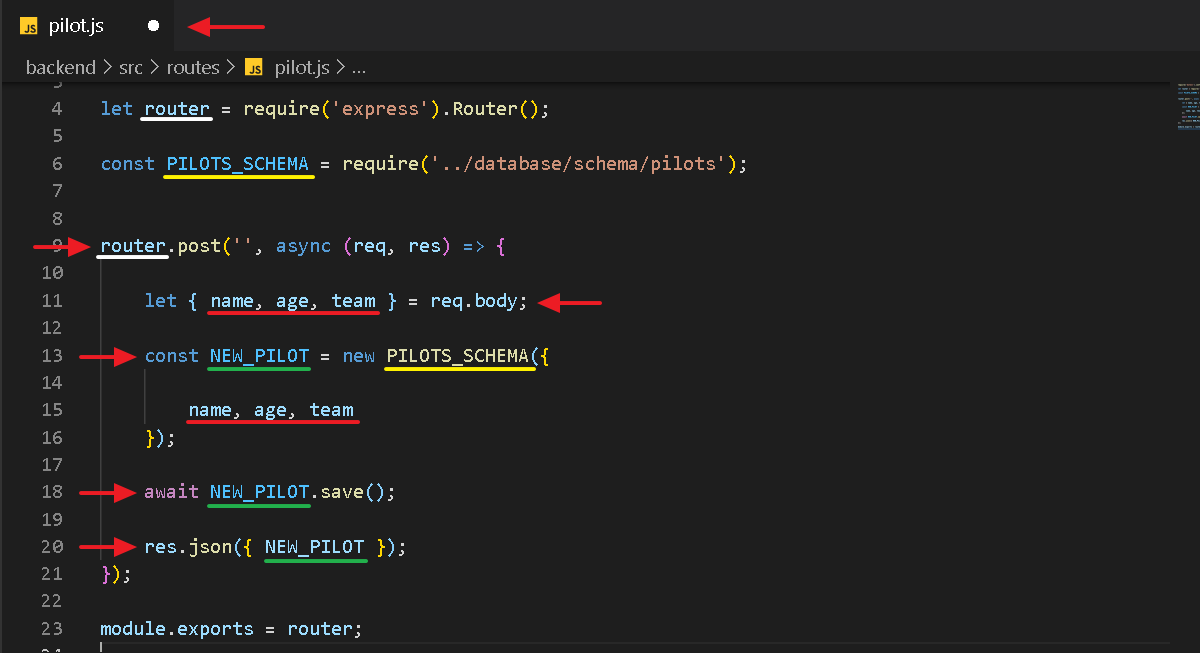 JS pilot.js
backend > src > routes > JS pilot.js > ...
4 let router = require('express').Router();
5
6 const PILOTS_SCHEMA = require('../database/schema/pilots');
7
8
9 router.post('', async (req, res) => {
10
11 let { name, age, team } = req.body;
12
13 const NEW_PILOT = new PILOTS_SCHEMA({
14
15 name, age, team
16 });
17
18 await NEW_PILOT.save();
19
20 res.json({ NEW_PILOT });
21 });
22
23 module.exports = router;